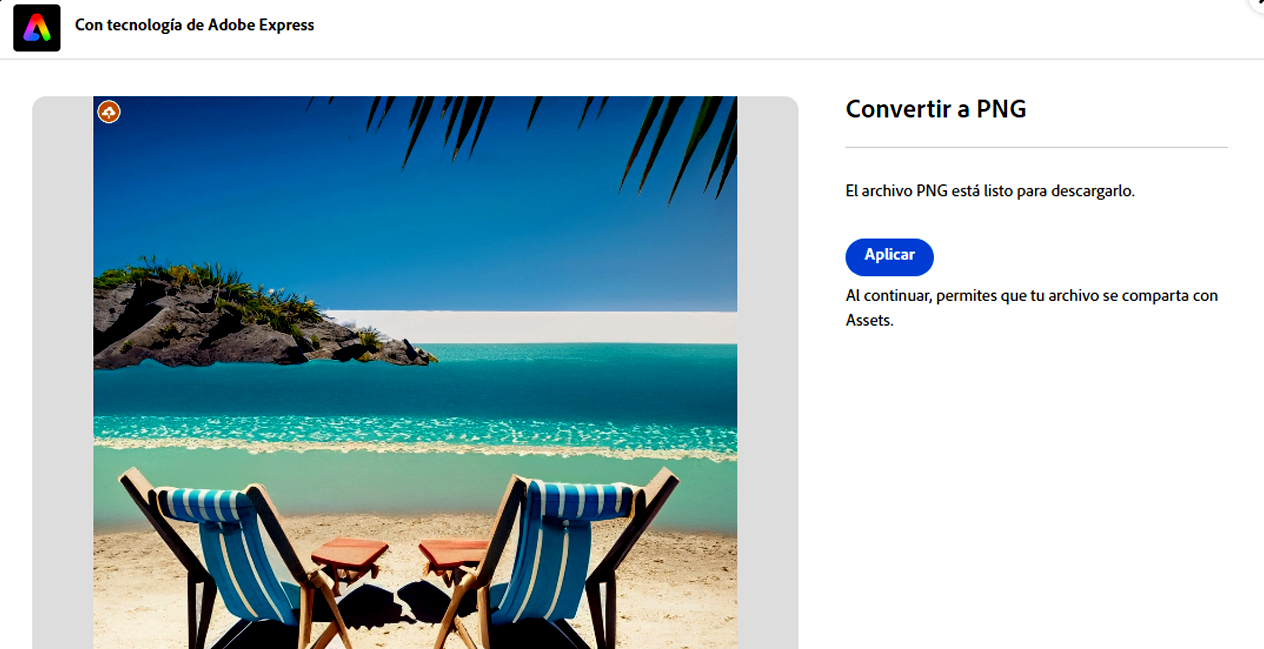 Con tecnología de Adobe Express
Convertir a PNG
El archivo PNG está listo para descargarlo.
Aplicar
Al continuar, permites que tu archivo se comparta con
Assets.